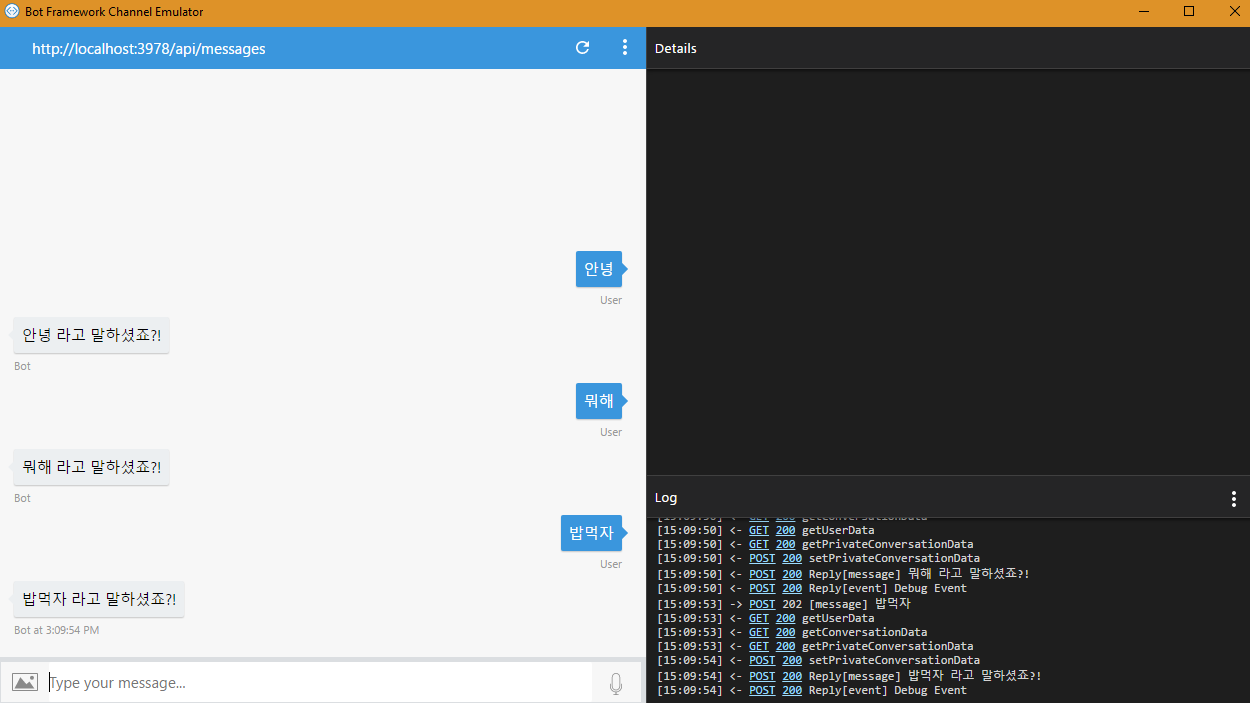 Bot Framework Channel Emulator
http://localhost:3978/api/messages
Details
안녕
User
안녕 라고 말하셨죠?!
Bot
뭐해
User
뭐해 라고 말하셨죠?!
Bot
밥먹자
User
밥먹자 라고 말하셨죠?!
Bot at 3:09:54 PM
Type your message...
Log
[15:09:50] <- GET 200 getConversationData
[15:09:50] <- GET 200 getUserData
[15:09:50] <- GET 200 getPrivateConversationData
[15:09:50] <- POST 200 setPrivateConversationData
[15:09:50] <- POST 200 Reply[message] 뭐해 라고 말하셨죠?!
[15:09:50] <- POST 200 Reply[event] Debug Event
[15:09:53] -> POST 202 [message] 밥먹자
[15:09:53] <- GET 200 getUserData
[15:09:53] <- GET 200 getConversationData
[15:09:53] <- GET 200 getPrivateConversationData
[15:09:54] <- POST 200 setPrivateConversationData
[15:09:54] <- POST 200 Reply[message] 밥먹자 라고 말하셨죠?!
[15:09:54] <- POST 200 Reply[event] Debug Event